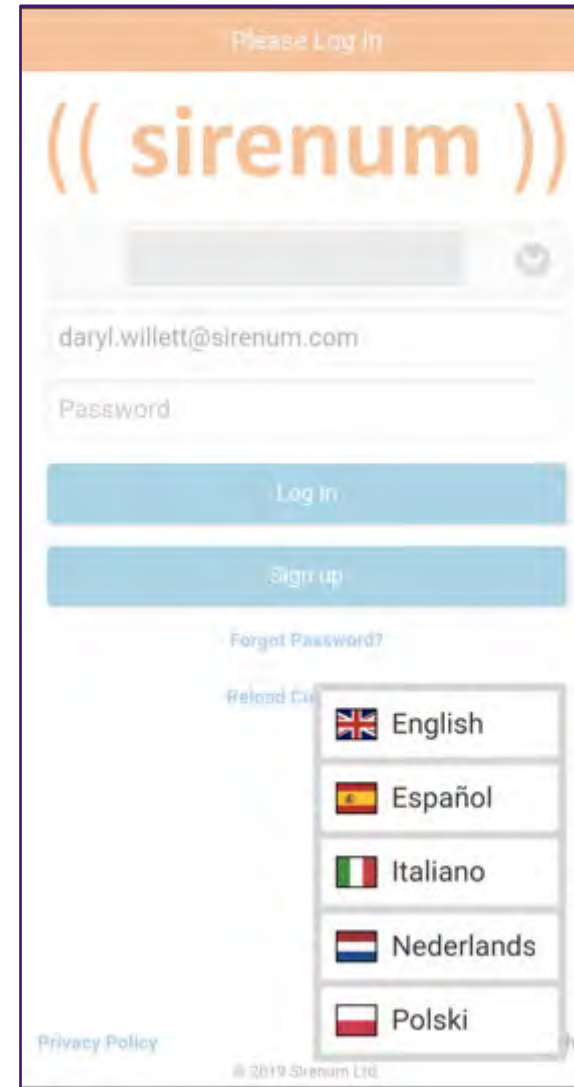 Please Log In
(( sirenum ))
daryl.willett@sirenum.com
Password
Log In
Sign up
Forgot Password?
Reload
English
Español
Italiano
Nederlands
Polski
Privacy Policy
© 2019 Sirenum Ltd